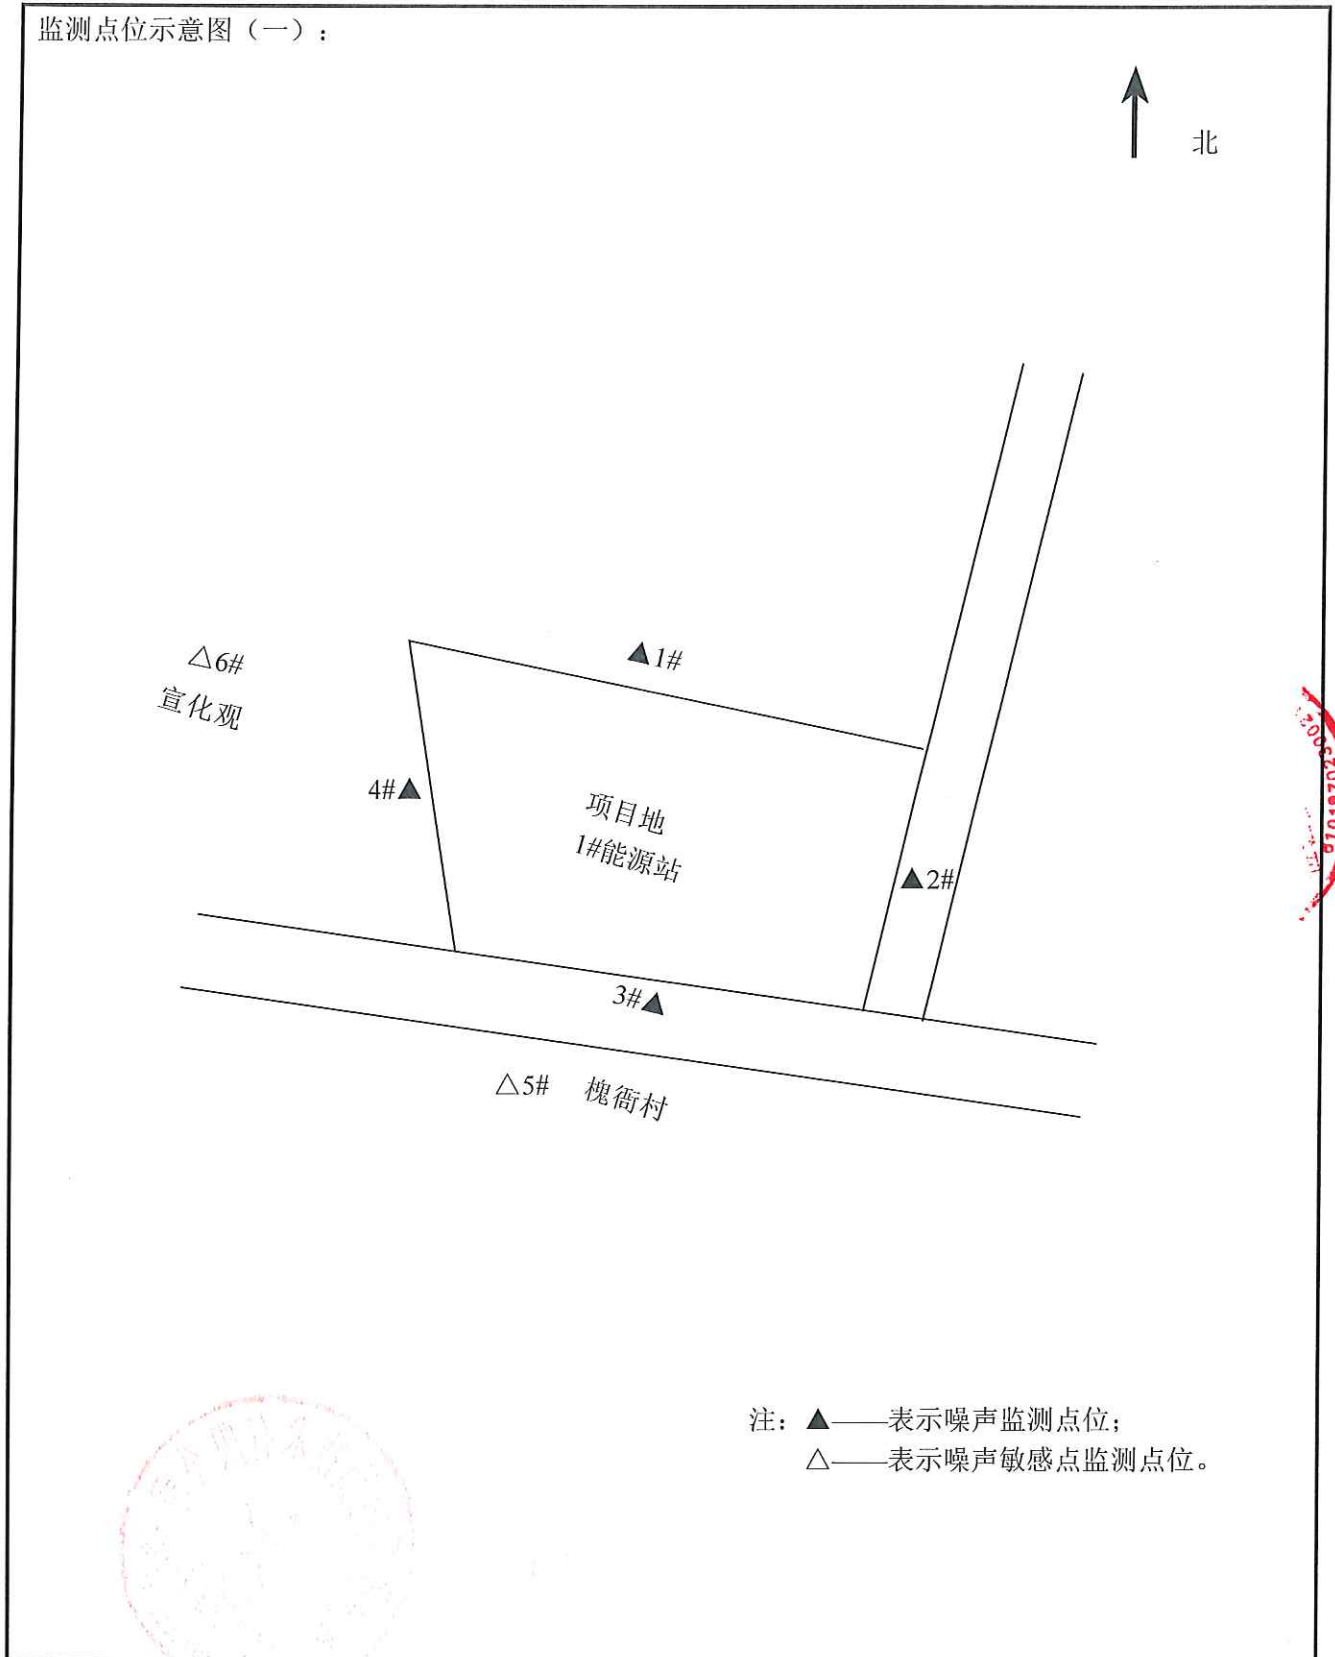 监测点位示意图（一）：
北
▲1#
△6#
宣化观
4#▲
项目地
1#能源站
▲2#
3#▲
△5# 槐衙村
注：▲——表示噪声监测点位；
△——表示噪声敏感点监测点位。